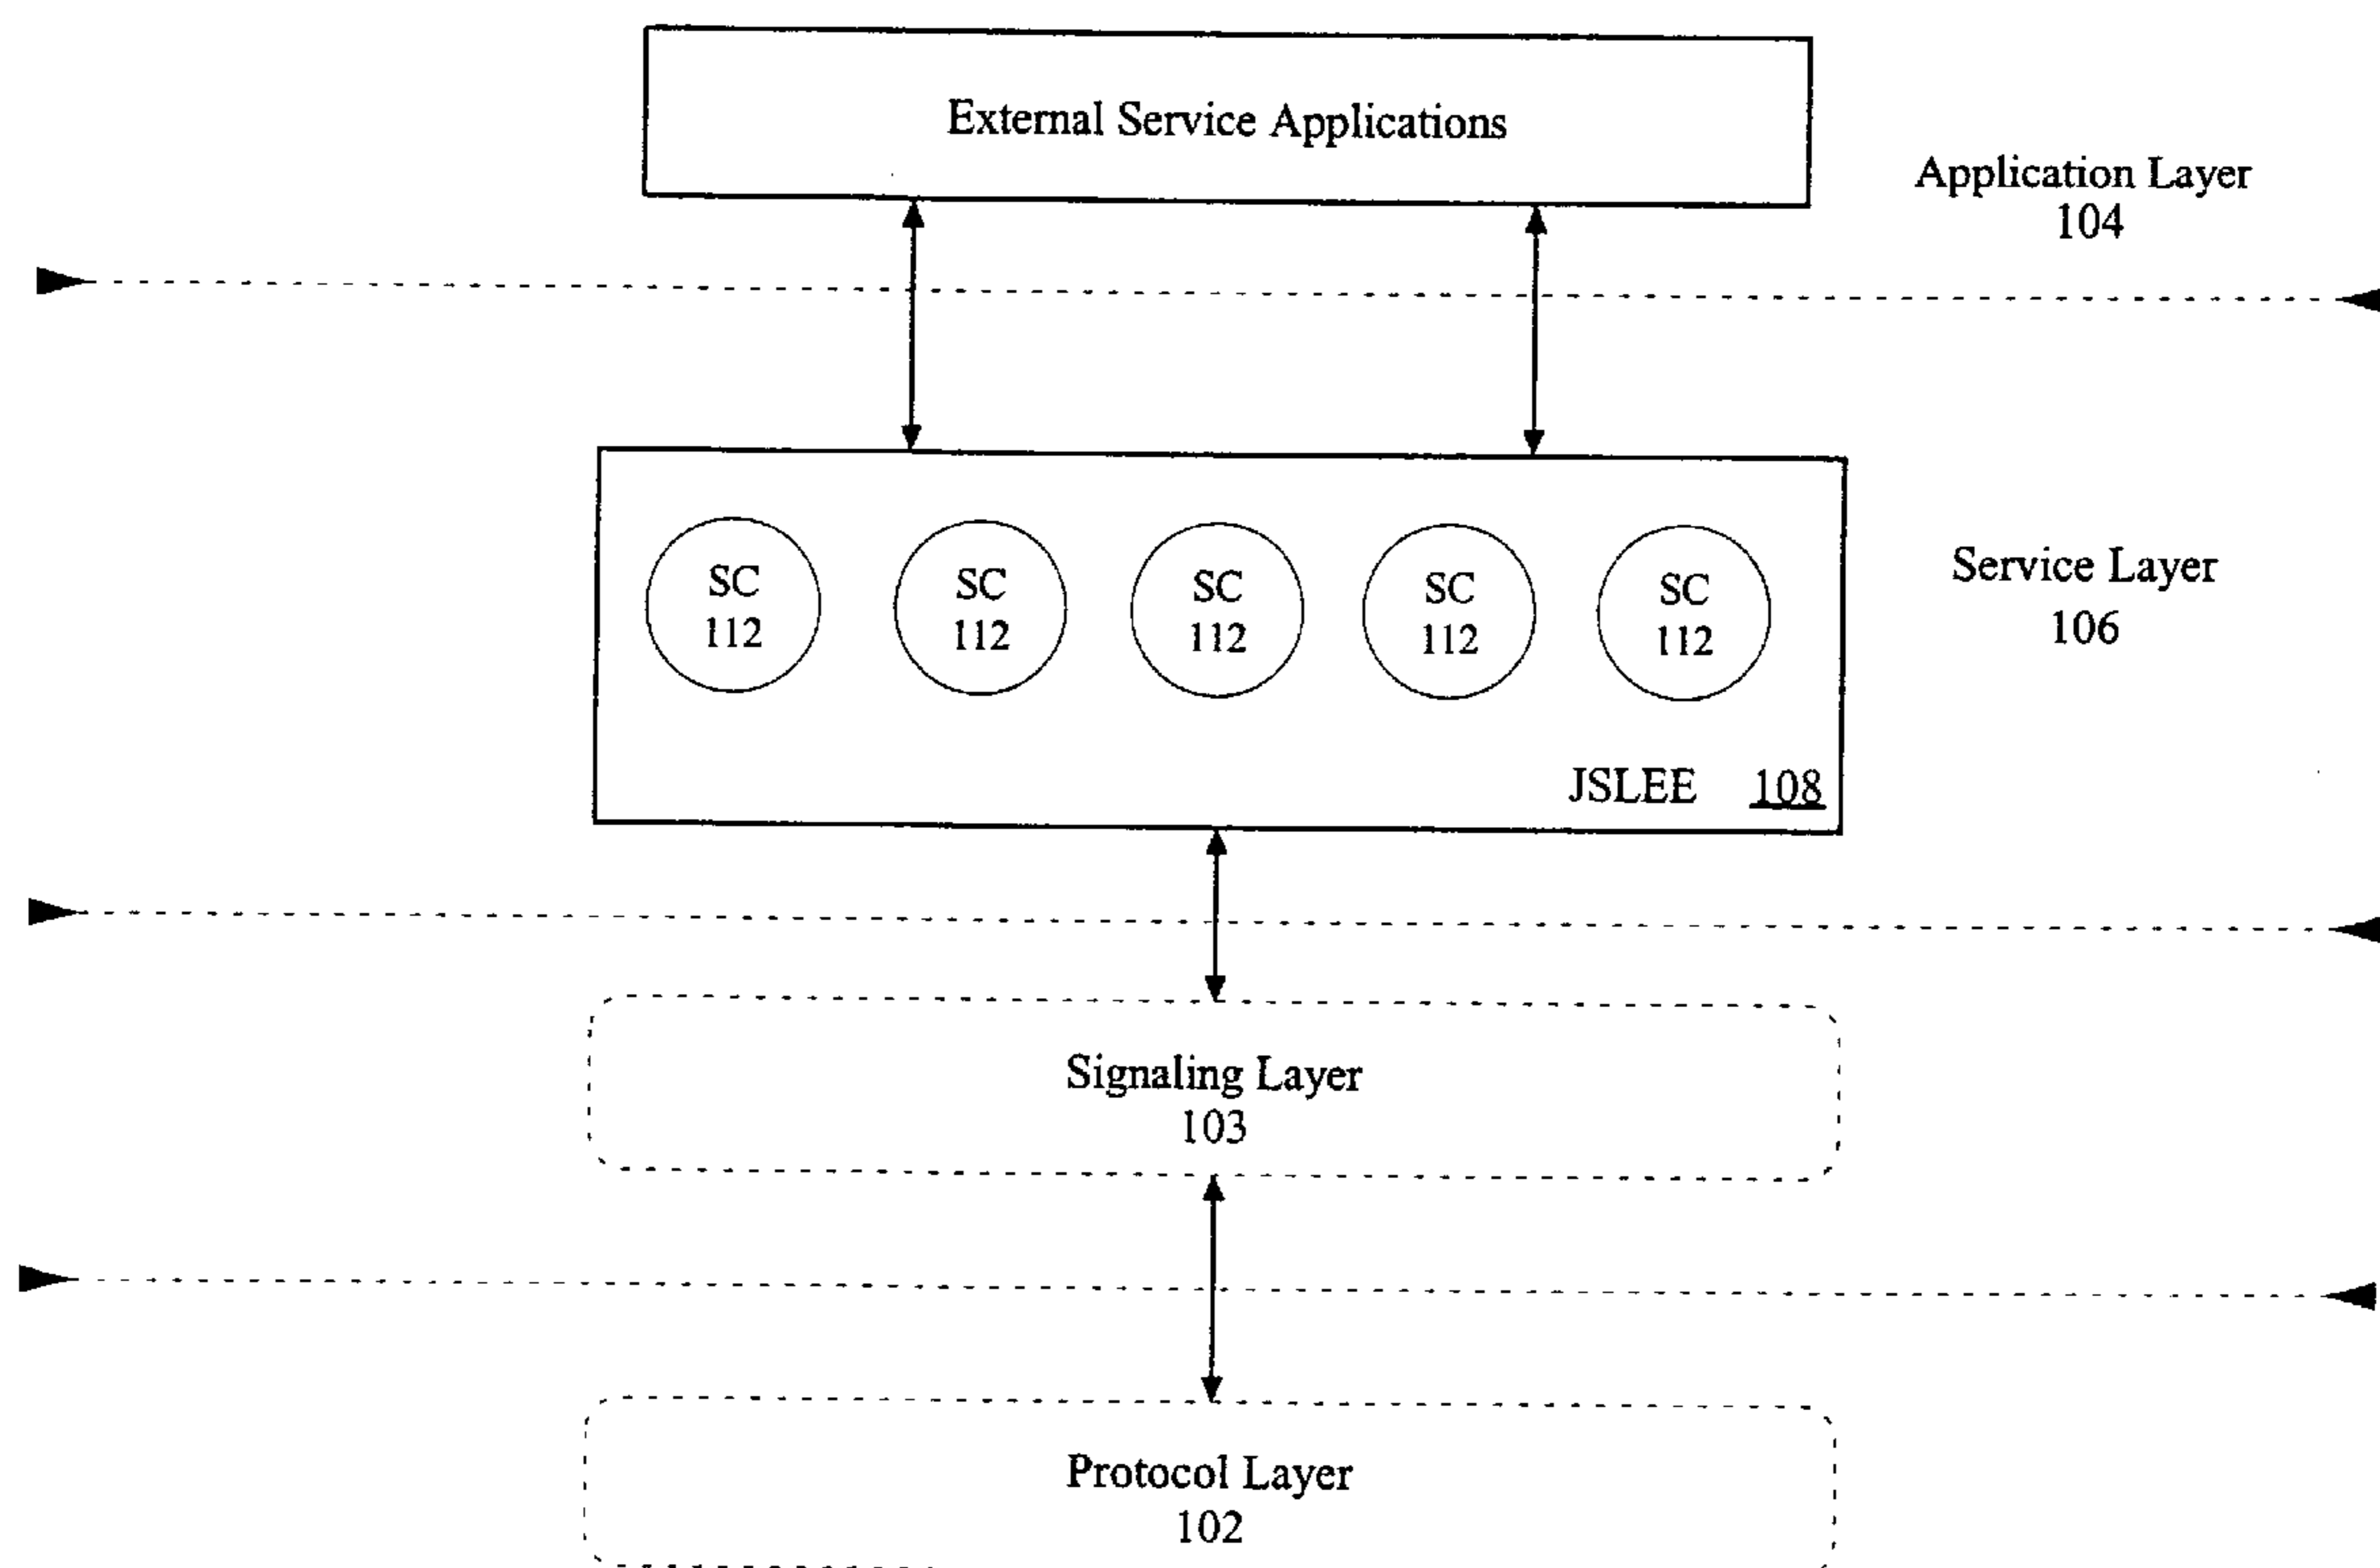 External Service Applications
Application Layer
104
SC
112
SC
112
SC
112
SC
112
SC
112
Service Layer
106
JSLEE 108
Signaling Layer
103
Protocol Layer
102